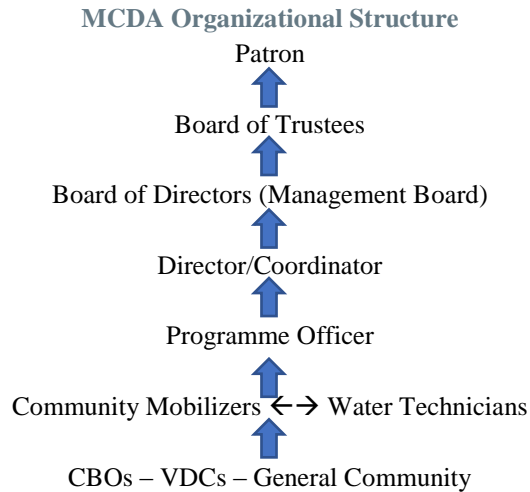 MCDA Organizational Structure
Patron
Board of Trustees
Board of Directors (Management Board)
Director/Coordinator
Programme Officer
Community Mobilizers ←→ Water Technicians
CBOs – VDCs – General Community